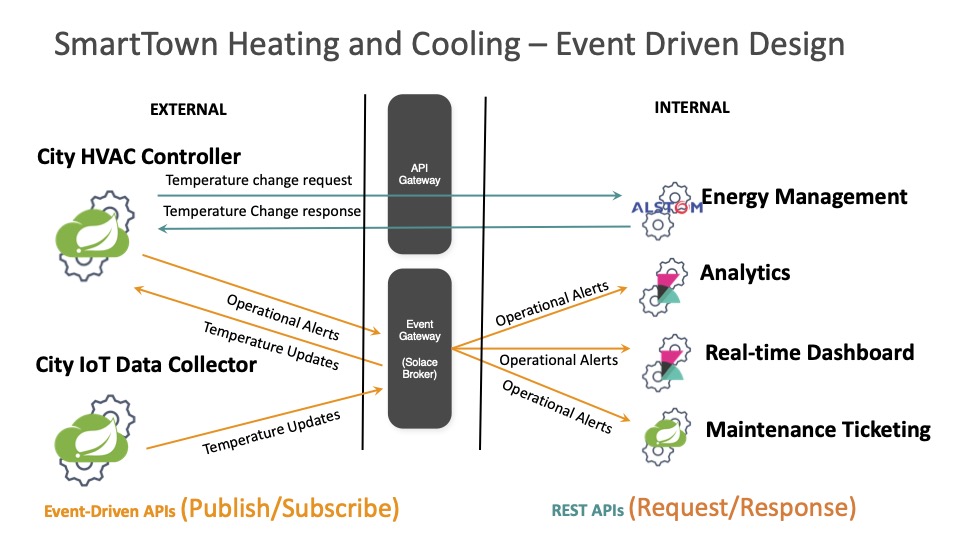 SmartTown Heating and Cooling – Event Driven Design
EXTERNAL
INTERNAL
City HVAC Controller
Temperature change request
Temperature Change response
API
Gateway
ALSTOM
Energy Management
Analytics
Operational Alerts
Temperature Updates
Event
Gateway
(Solace
Broker)
Operational Alerts
Operational Alerts
Operational Alerts
Real-time Dashboard
City IoT Data Collector
Temperature Updates
Maintenance Ticketing
Event-Driven APIs (Publish/Subscribe)
REST APIs (Request/Response)